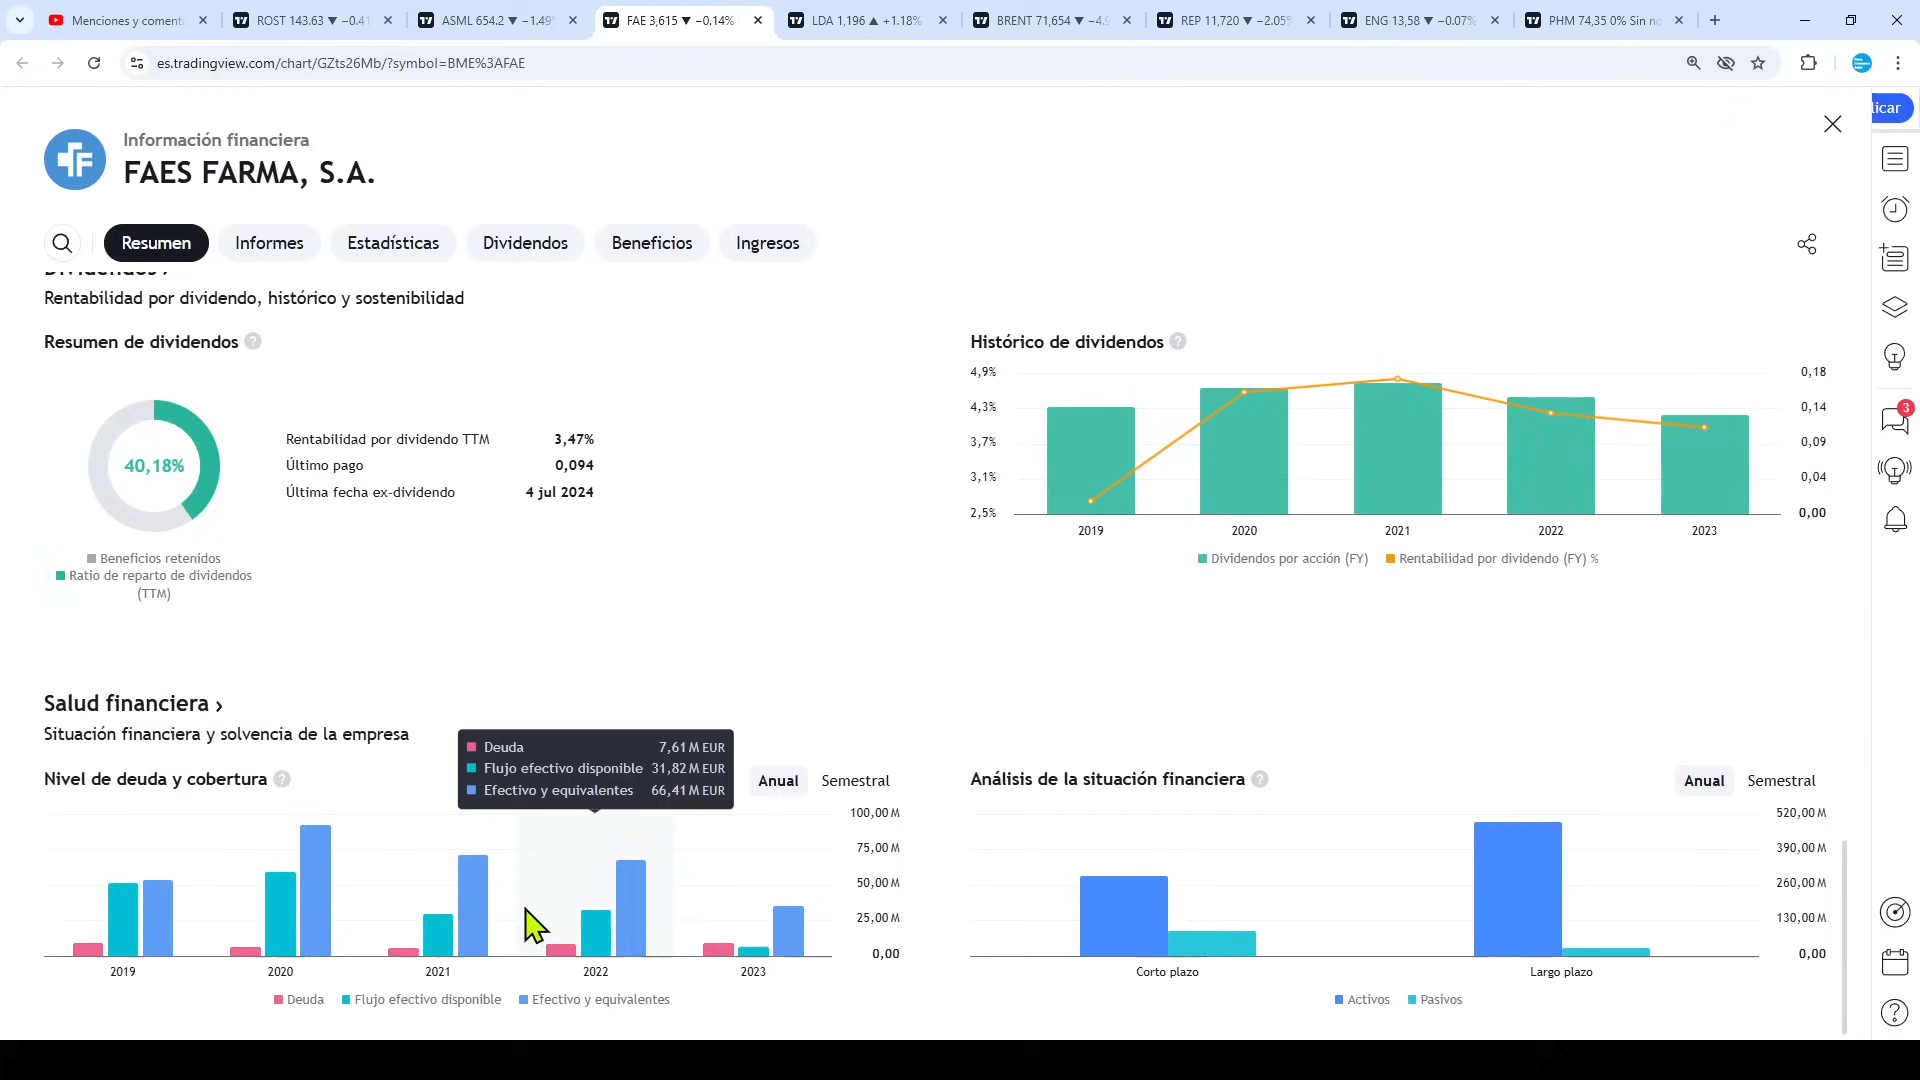 Menciones y coment
ROST 143.63 ▼ −0.41
ASML 654.2 ▼ −1.49
FAE 3,615 ▼ −0.14%
LDA 1,196 ▲ +1.18%
BRENT 71,654 ▼ −4.9
REP 11,720 ▼ −2.05%
ENG 13,58 ▼ −0.07%
PHM 74,35 0% Sin no
es.tradingview.com/chart/GZts26Mb/?symbol=BME%3AFAE
licar
Información financiera
FAES FARMA, S.A.
Resumen
Informes
Estadísticas
Dividendos
Beneficios
Ingresos
Dividendos ›
Rentabilidad por dividendo, histórico y sostenibilidad
Resumen de dividendos ?
40,18%
Rentabilidad por dividendo TTM 3,47%
Último pago 0,094
Última fecha ex-dividendo 4 jul 2024
Beneficios retenidos
Ratio de reparto de dividendos
(TTM)
Histórico de dividendos ?
4,9% 0,18
4,3% 0,14
3,7% 0,09
3,1% 0,04
2,5% 0,00
2019 2020 2021 2022 2023
Dividendos por acción (FY) Rentabilidad por dividendo (FY) %
3
Salud financiera ›
Situación financiera y solvencia de la empresa
Nivel de deuda y cobertura ?
Deuda 7,61 M EUR
Flujo efectivo disponible 31,82 M EUR
Efectivo y equivalentes 66,41 M EUR
Anual Semestral
100,00 M
75,00 M
50,00 M
25,00 M
0,00
2019 2020 2021 2022 2023
Deuda Flujo efectivo disponible Efectivo y equivalentes
Análisis de la situación financiera ?
Anual Semestral
520,00 M
390,00 M
260,00 M
130,00 M
0,00
Corto plazo Largo plazo
Activos Pasivos